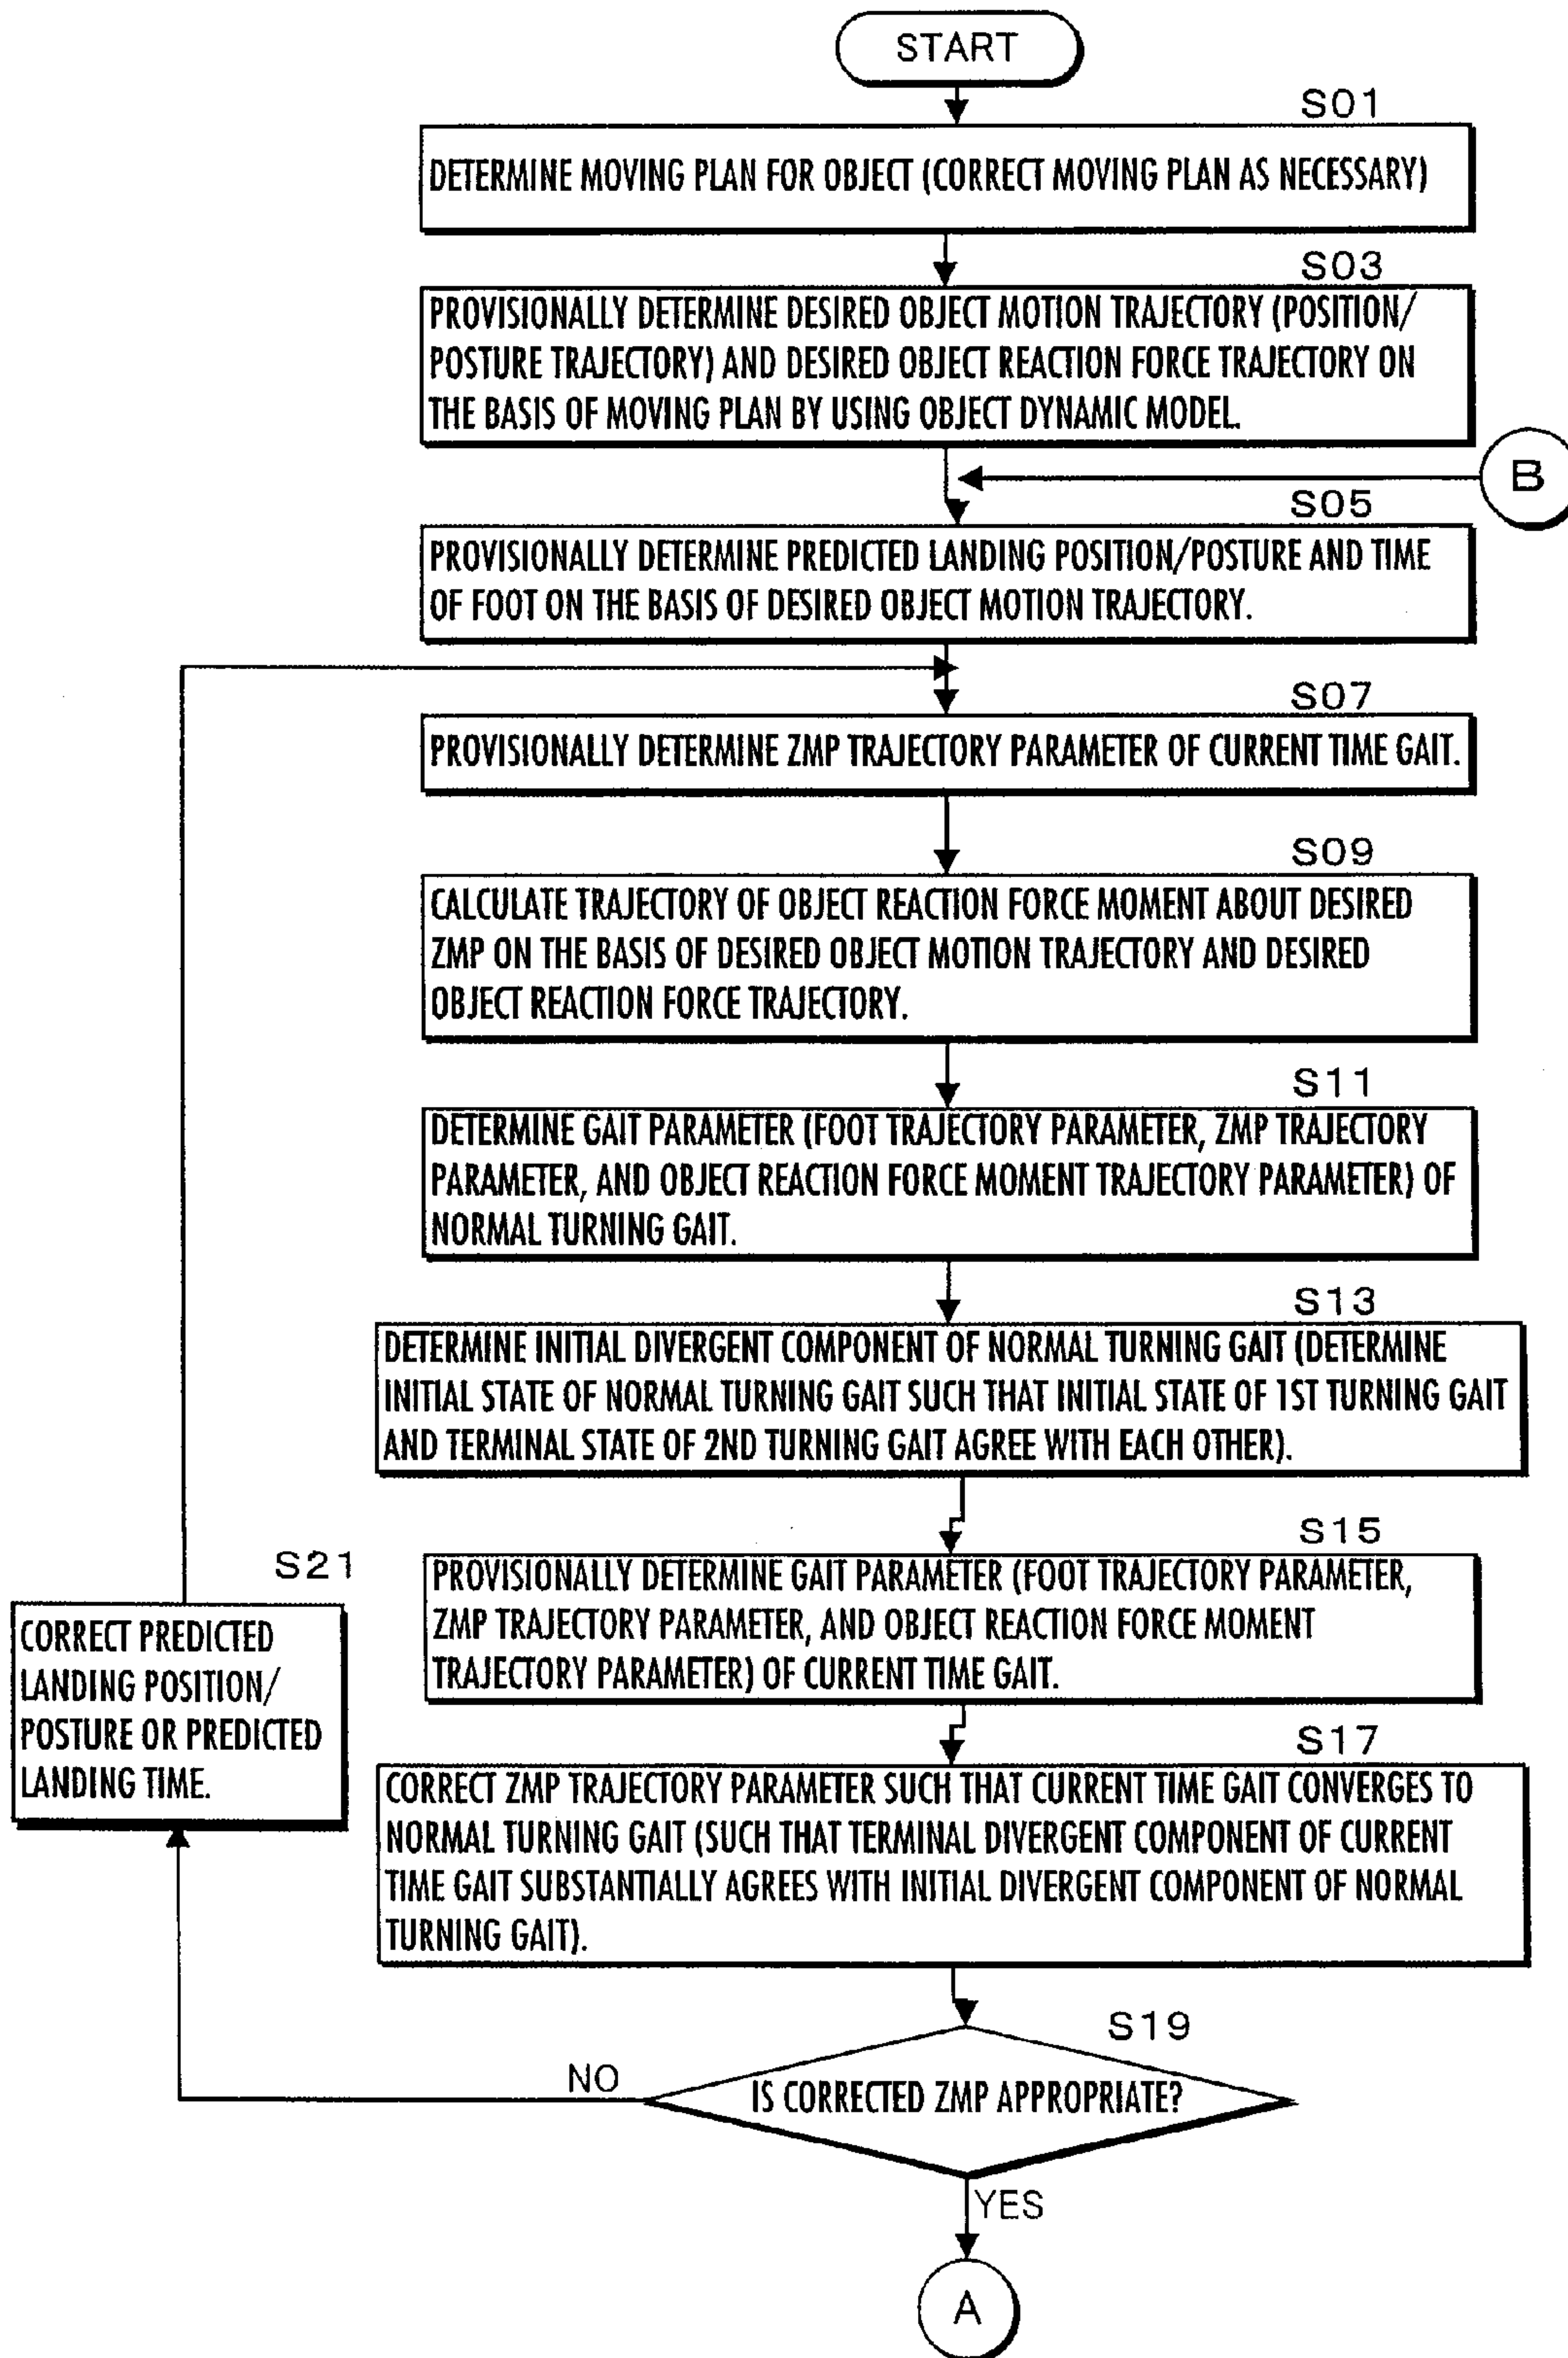 START
S01
DETERMINE MOVING PLAN FOR OBJECT (CORRECT MOVING PLAN AS NECESSARY)
S03
PROVISIONALLY DETERMINE DESIRED OBJECT MOTION TRAJECTORY (POSITION/
POSTURE TRAJECTORY) AND DESIRED OBJECT REACTION FORCE TRAJECTORY ON
THE BASIS OF MOVING PLAN BY USING OBJECT DYNAMIC MODEL.
B
S05
PROVISIONALLY DETERMINE PREDICTED LANDING POSITION/POSTURE AND TIME
OF FOOT ON THE BASIS OF DESIRED OBJECT MOTION TRAJECTORY.
S07
PROVISIONALLY DETERMINE ZMP TRAJECTORY PARAMETER OF CURRENT TIME GAIT.
S09
CALCULATE TRAJECTORY OF OBJECT REACTION FORCE MOMENT ABOUT DESIRED
ZMP ON THE BASIS OF DESIRED OBJECT MOTION TRAJECTORY AND DESIRED
OBJECT REACTION FORCE TRAJECTORY.
S11
DETERMINE GAIT PARAMETER (FOOT TRAJECTORY PARAMETER, ZMP TRAJECTORY
PARAMETER, AND OBJECT REACTION FORCE MOMENT TRAJECTORY PARAMETER) OF
NORMAL TURNING GAIT.
S13
DETERMINE INITIAL DIVERGENT COMPONENT OF NORMAL TURNING GAIT (DETERMINE
INITIAL STATE OF NORMAL TURNING GAIT SUCH THAT INITIAL STATE OF 1ST TURNING GAIT
AND TERMINAL STATE OF 2ND TURNING GAIT AGREE WITH EACH OTHER).
S15
PROVISIONALLY DETERMINE GAIT PARAMETER (FOOT TRAJECTORY PARAMETER,
ZMP TRAJECTORY PARAMETER, AND OBJECT REACTION FORCE MOMENT
TRAJECTORY PARAMETER) OF CURRENT TIME GAIT.
S21
CORRECT PREDICTED
LANDING POSITION/
POSTURE OR PREDICTED
LANDING TIME.
S17
CORRECT ZMP TRAJECTORY PARAMETER SUCH THAT CURRENT TIME GAIT CONVERGES TO
NORMAL TURNING GAIT (SUCH THAT TERMINAL DIVERGENT COMPONENT OF CURRENT
TIME GAIT SUBSTANTIALLY AGREES WITH INITIAL DIVERGENT COMPONENT OF NORMAL
TURNING GAIT).
S19
NO
IS CORRECTED ZMP APPROPRIATE?
YES
A